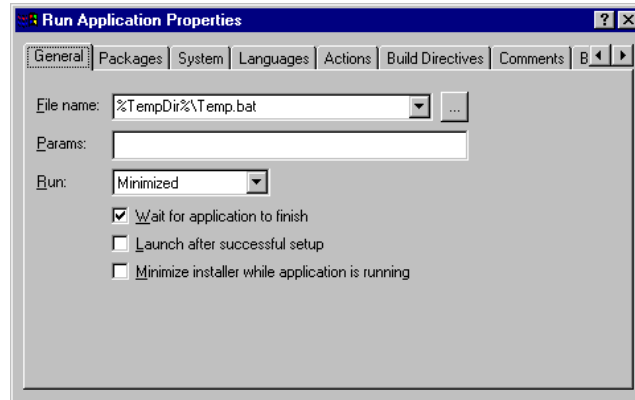 Run Application Properties
General Packages System Languages Actions Build Directives Comments B
File name: %TempDir%\Temp.bat ...
Params:
Run: Minimized
Wait for application to finish
Launch after successful setup
Minimize installer while application is running